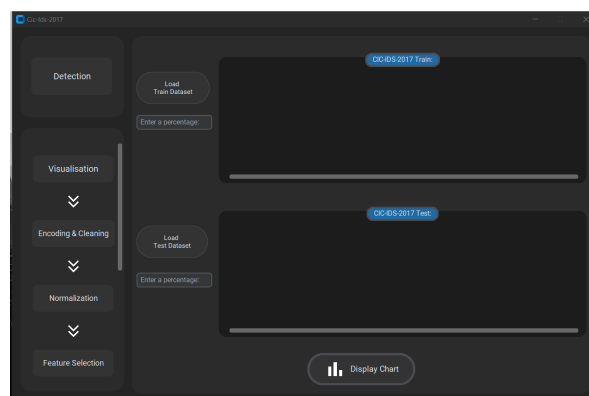 Cic-Ids-2017
Detection
Visualisation
Encoding & Cleaning
Normalization
Feature Selection
Load
Train Dataset
Enter a percentage:
CIC-IDS-2017 Train:
Load
Test Dataset
Enter a percentage:
CIC-IDS-2017 Test:
Display Chart